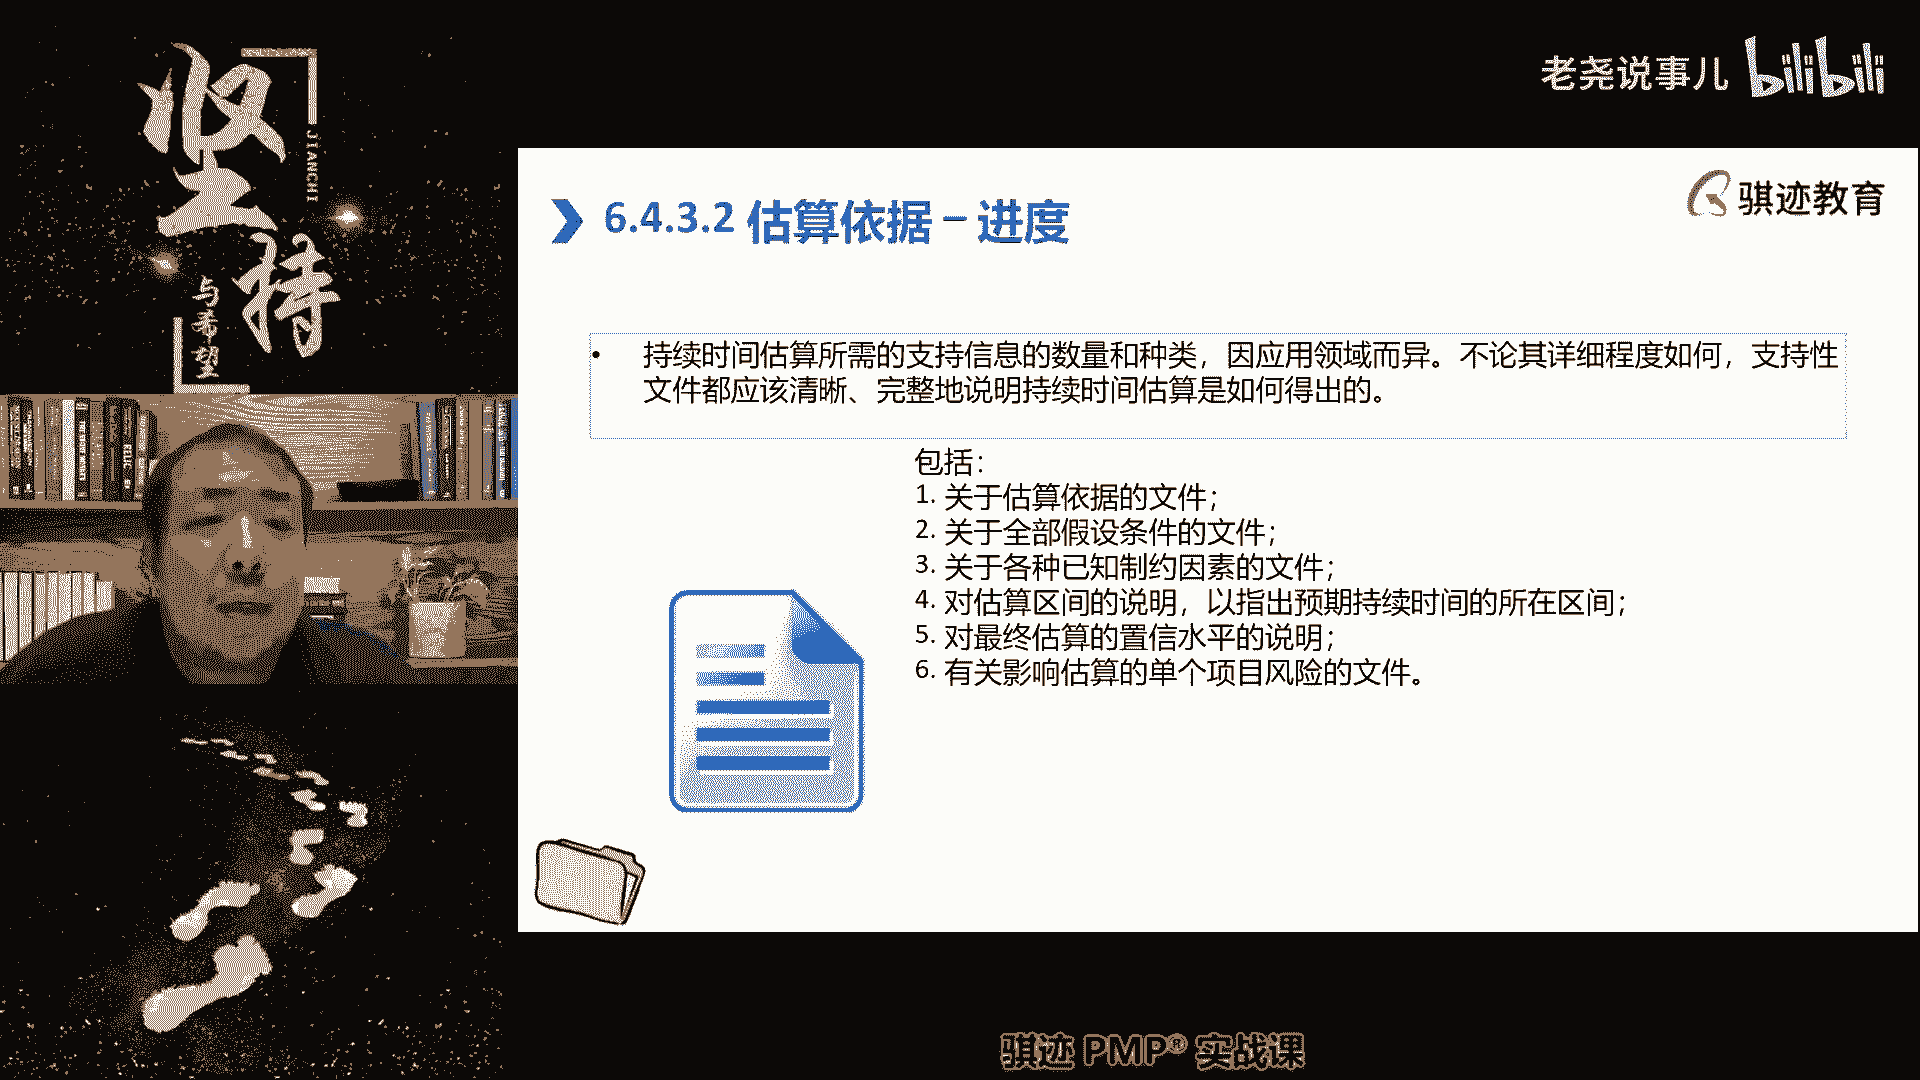 坚持
JIANCHI
与希望
老尧说事儿 bilibili
骐迹教育
6.4.3.2 估算依据 – 进度
• 持续时间估算所需的支持信息的数量和种类，因应用领域而异。不论其详细程度如何，支持性
文件都应该清晰、完整地说明持续时间估算是如何得出的。
包括：
1. 关于估算依据的文件；
2. 关于全部假设条件的文件；
3. 关于各种已知制约因素的文件；
4. 对估算区间的说明，以指出预期持续时间的所在区间；
5. 对最终估算的置信水平的说明；
6. 有关影响估算的单个项目风险的文件。
骐迹 PMP® 实战课